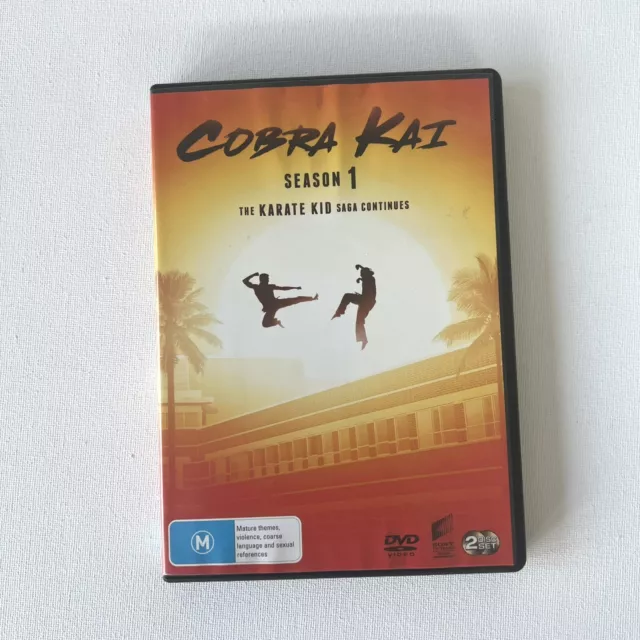 COBRA KAI
SEASON 1
THE KARATE KID SAGA CONTINUES
M
Mature themes,
violence, coarse
language and sexual
references
DVD
VIDEO
2 DISC
SET